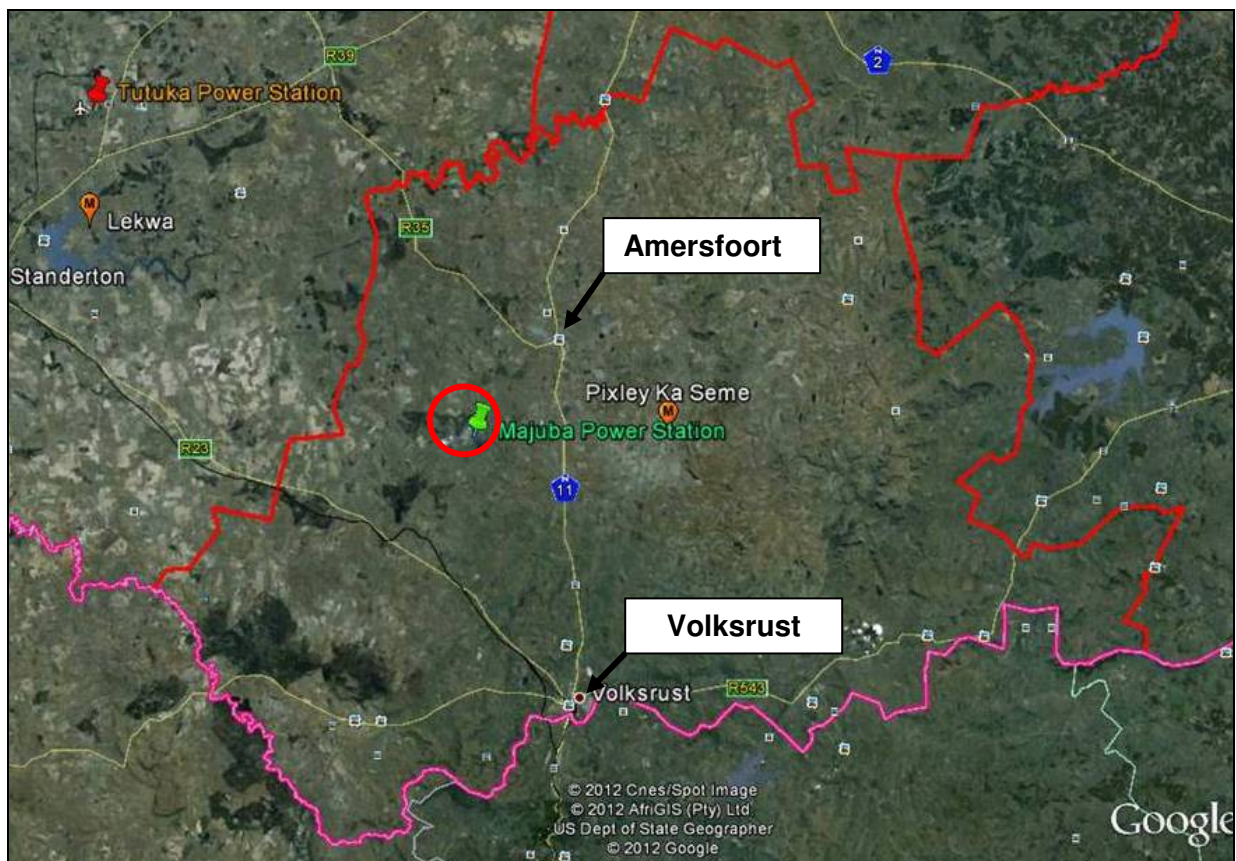 R39
N
2
Tutuka Power Station
M
Lekwa
R35
Amersfoort
Standerton
Pixley Ka Seme
M
Majuba Power Station
R23
N
11
Volksrust
Volksrust
R543
© 2012 Cnes/Spot Image
© 2012 AfriGIS (Pty) Ltd
US Dept of State Geographer
© 2012 Google
Google